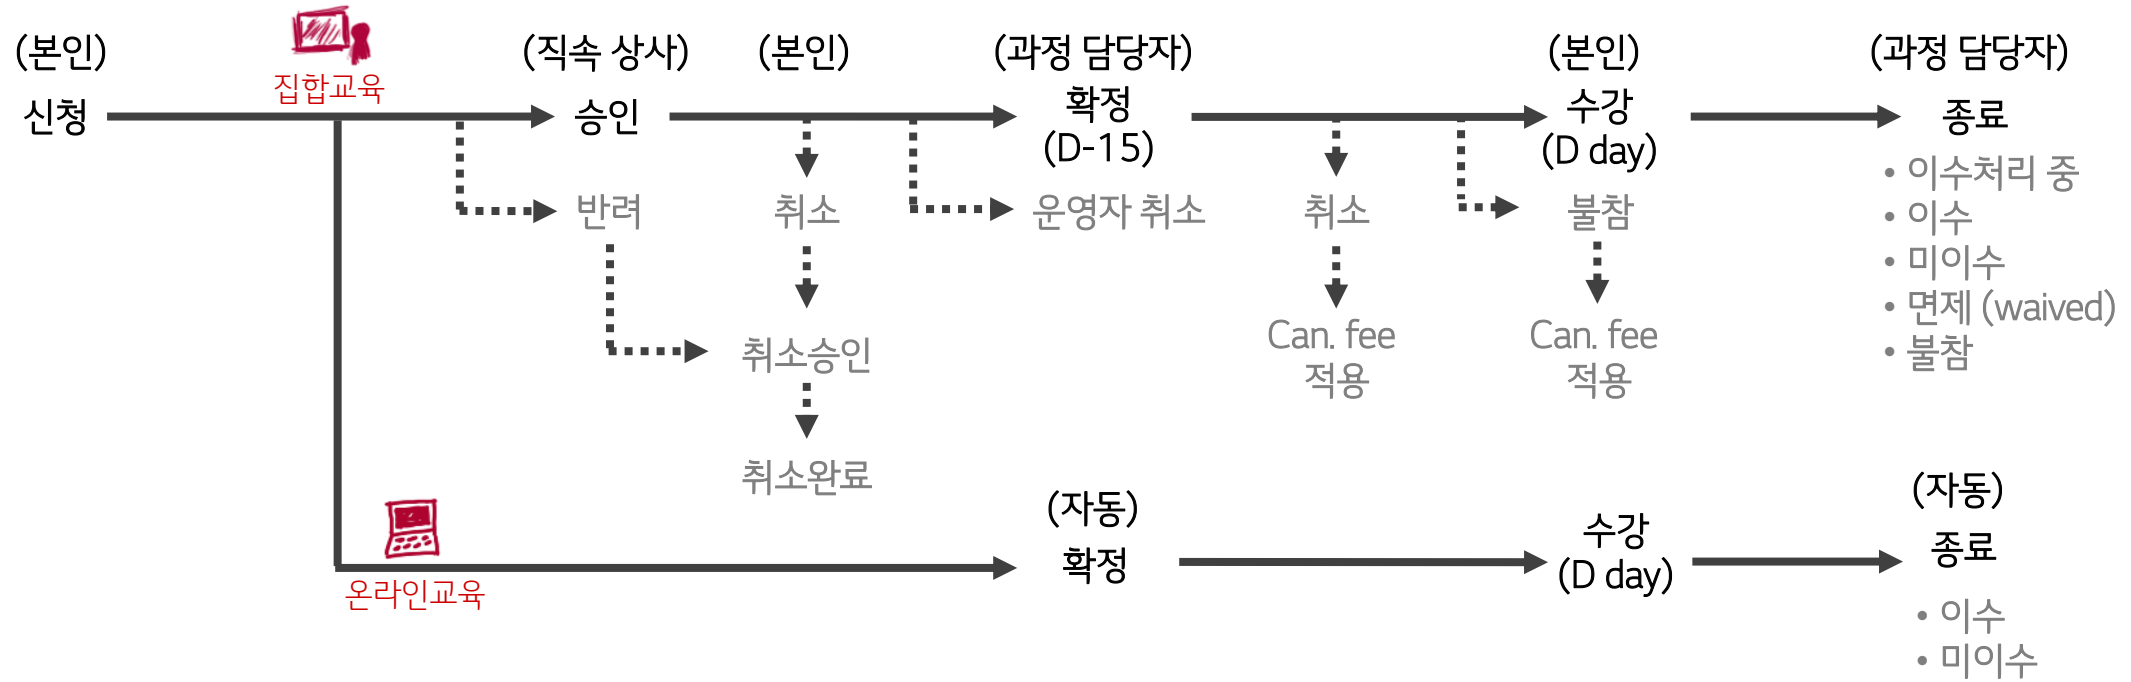 (본인)
신청
집합교육
(직속 상사)
승인
반려
(본인)
취소
취소승인
취소완료
(과정 담당자)
확정
(D-15)
운영자 취소
취소
Can. fee
적용
(본인)
수강
(D day)
불참
Can. fee
적용
(과정 담당자)
종료
• 이수처리 중
• 이수
• 미이수
• 면제 (waived)
• 불참
온라인교육
(자동)
확정
수강
(D day)
(자동)
종료
• 이수
• 미이수